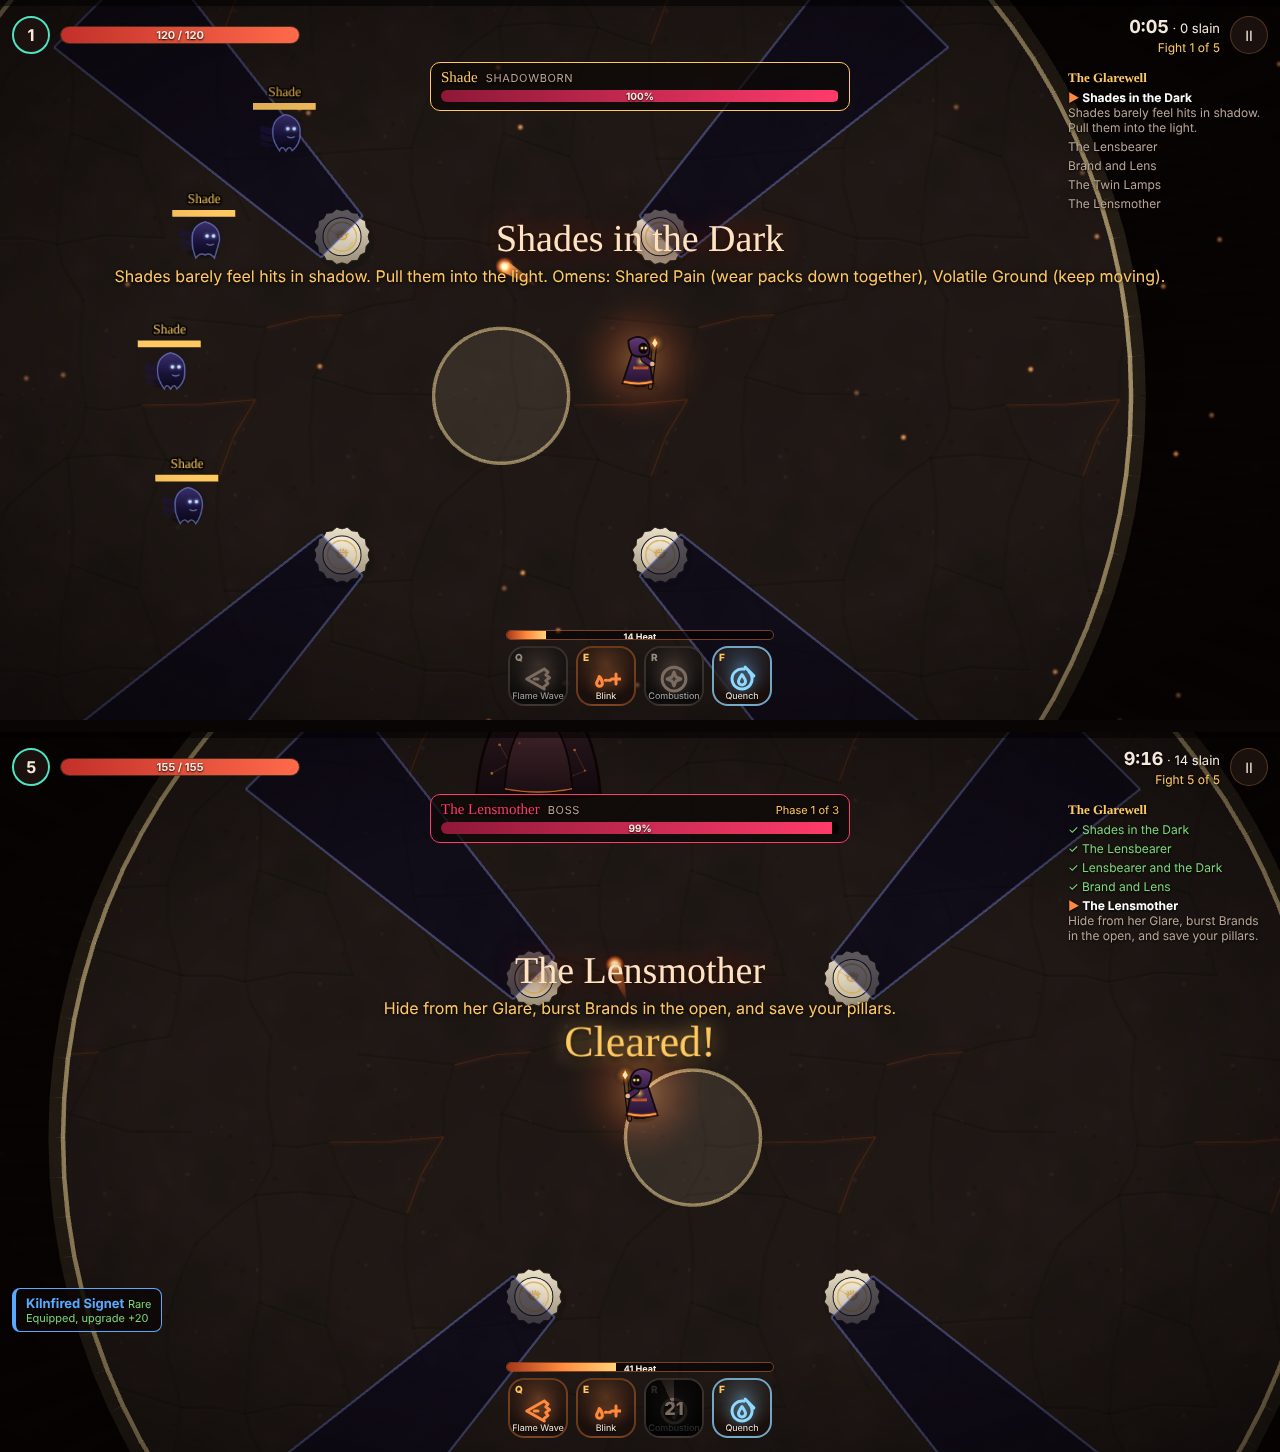 1
120 / 120
Shade SHADOWBORN
100%
0:05 · 0 slain
Fight 1 of 5
The Glarewell
Shades in the Dark
Shades barely feel hits in shadow.
Pull them into the light.
The Lensbearer
Brand and Lens
The Twin Lamps
The Lensmother
Shade
Shade
Shades in the Dark
Shades barely feel hits in shadow. Pull them into the light. Omens: Shared Pain (wear packs down together), Volatile Ground (keep moving).
Shade
Shade
14 Heat
Q
E
R
F
Flame Wave
Blink
Combustion
Quench
5
155 / 155
The Lensmother BOSS
Phase 1 of 3
99%
9:16 · 14 slain
Fight 5 of 5
The Glarewell
✓ Shades in the Dark
✓ The Lensbearer
✓ Lensbearer and the Dark
✓ Brand and Lens
The Lensmother
Hide from her Glare, burst Brands
in the open, and save your pillars.
The Lensmother
Hide from her Glare, burst Brands in the open, and save your pillars.
Cleared!
Kilnfired Signet Rare
Equipped, upgrade +20
41 Heat
Q
E
R
F
21
Flame Wave
Blink
Combustion
Quench